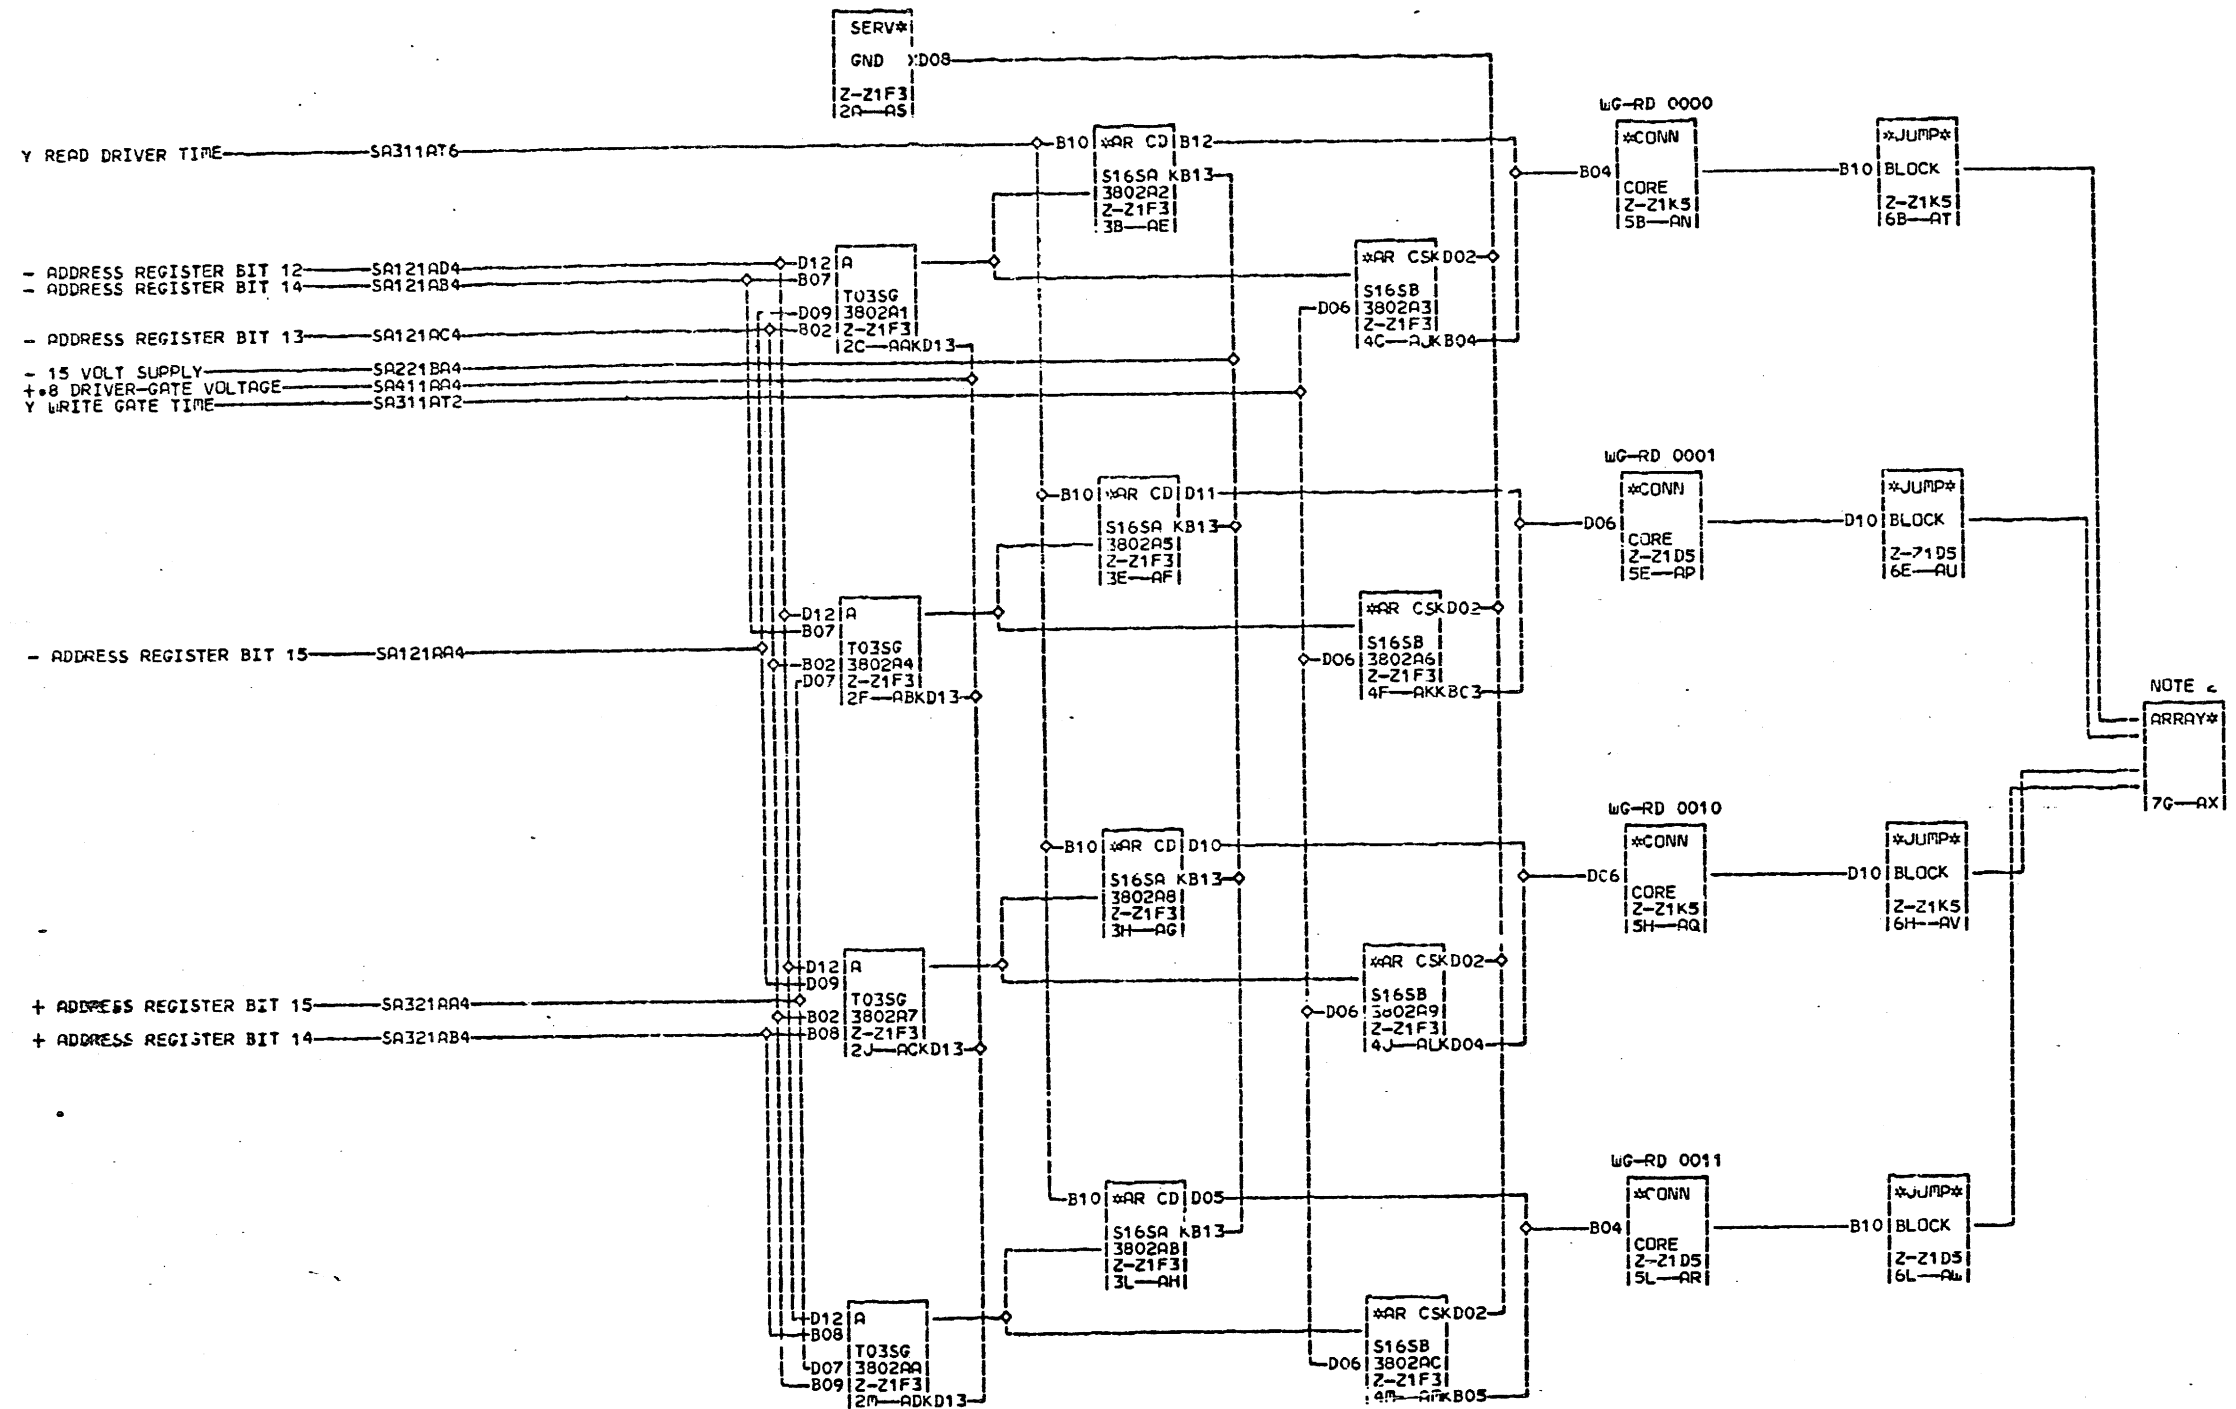 SERV*
GND D08
Z-Z1F3
2A—AS
WG-RD 0000
Y READ DRIVER TIME SA311AT6
B10 *AR CD B12
S16SA KB13
3802A2
Z-Z1F3
3B—AE
B04 *CONN
CORE
Z-Z1K5
5B—AN
B10 *JUMP*
BLOCK
Z-Z1K5
6B—AT
- ADDRESS REGISTER BIT 12 SA121AD4
- ADDRESS REGISTER BIT 14 SA121AB4
- ADDRESS REGISTER BIT 13 SA121AC4
- 15 VOLT SUPPLY SA221BA4
+.8 DRIVER-GATE VOLTAGE SA411AA4
Y WRITE GATE TIME SA311AT2
D12 A
B07
T03SG
D09 3802A1
B02 Z-Z1F3
2C—AAKD13
*AR CSKD02
S16SB
D06 3802A3
Z-Z1F3
4C—AJKB04
WG-RD 0001
B10 *AR CD D11
S16SA KB13
3802A5
Z-Z1F3
3E—AF
D06 *CONN
CORE
Z-Z1D5
5E—AP
*JUMP*
D10 BLOCK
Z-Z1D5
6E—AU
- ADDRESS REGISTER BIT 15 SA121AA4
D12 A
B07
T03SG
B02 3802A4
D07 Z-Z1F3
2F—ABKD13
*AR CSKD02
S16SB
D06 3802A6
Z-Z1F3
4F—AKKBC3
NOTE
ARRAY*
7G—AX
WG-RD 0010
B10 *AR CD D10
S16SA KB13
3802A8
Z-Z1F3
3H—AG
DC6 *CONN
CORE
Z-Z1K5
5H—AQ
*JUMP*
D10 BLOCK
Z-Z1K5
6H--AV
+ ADDRESS REGISTER BIT 15 SA321AA4
+ ADDRESS REGISTER BIT 14 SA321AB4
D12 A
D09
T03SG
B02 3802A7
B08 Z-Z1F3
2J—ACKD13
*AR CSKD02
S16SB
D06 3802A9
Z-Z1F3
4J—ALKD04
WG-RD 0011
B10 *AR CD D05
S16SA KB13
3802AB
Z-Z1F3
3L—AH
B04 *CONN
CORE
Z-Z1D5
5L—AR
*JUMP*
B10 BLOCK
Z-Z1D5
6L—AW
D12 A
B08
T03SG
D07 3802AA
B09 Z-Z1F3
2M—ADKD13
*AR CSKD02
S16SB
D06 3802AC
Z-Z1F3
4M—AMKB05